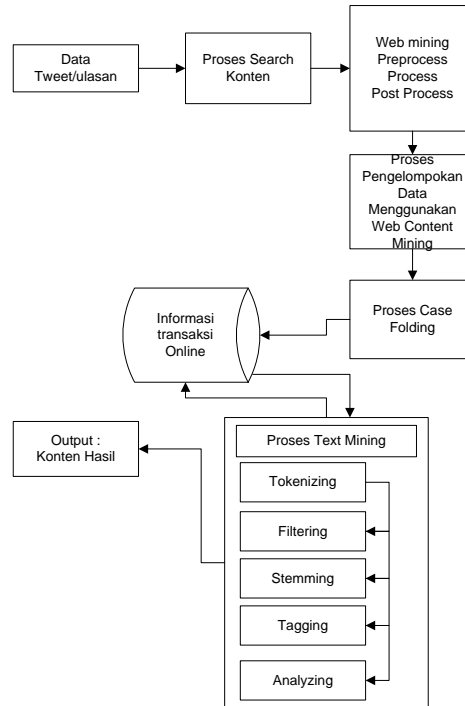 Data
Tweet/ulasan
Proses Search
Konten
Web mining
Preprocess
Process
Post Process
Proses
Pengelompokan
Data
Menggunakan
Web Content
Mining
Proses Case
Folding
Informasi
transaksi
Online
Output :
Konten Hasil
Proses Text Mining
Tokenizing
Filtering
Stemming
Tagging
Analyzing